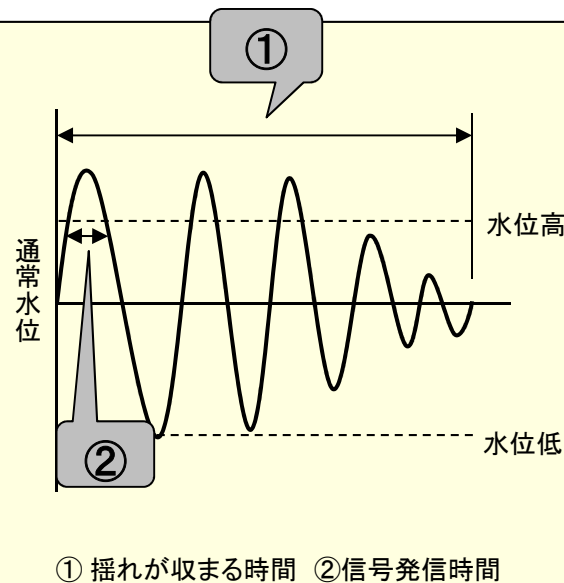 ①
水位高
通常水位
水位低
②
① 揺れが収まる時間 ②信号発信時間